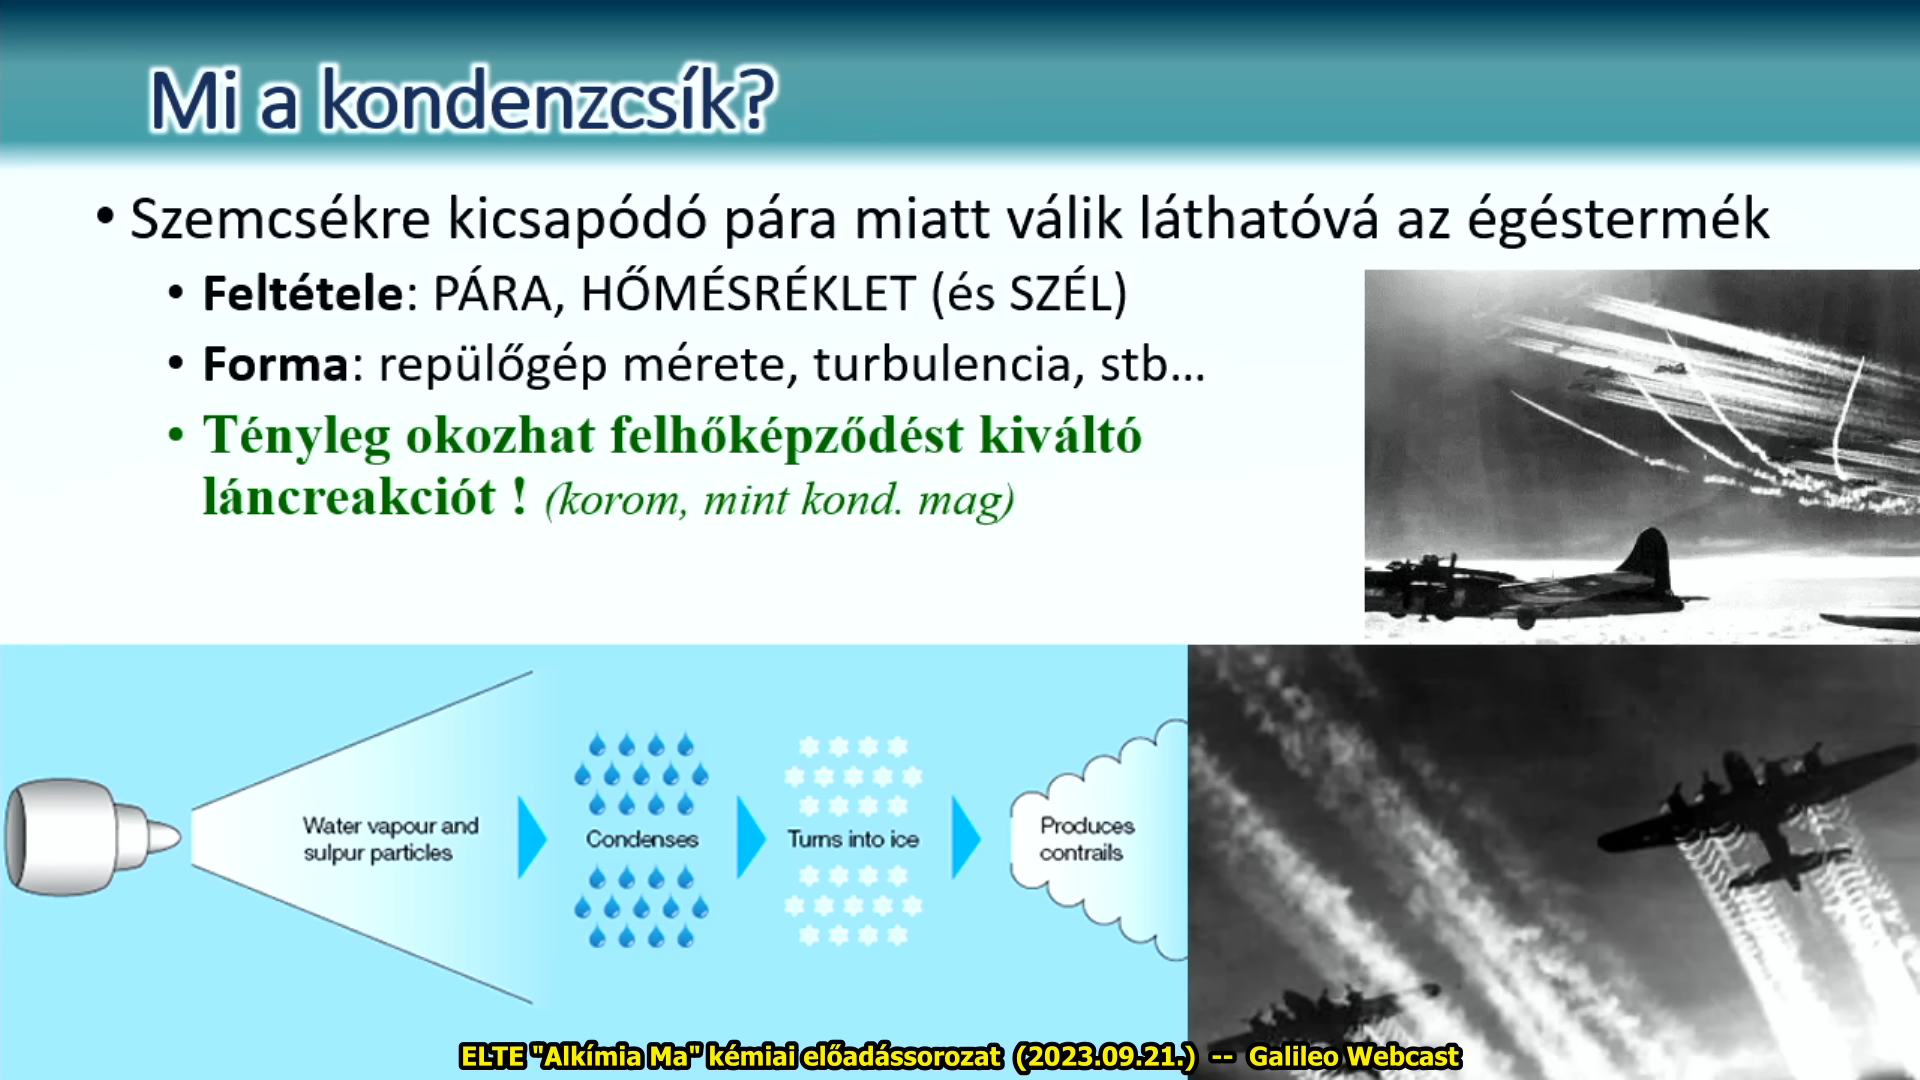 Mi a kondenzcsík?
• Szemcsékre kicsapódó pára miatt válik láthatóvá az égéstermék
• Feltétele: PÁRA, HŐMÉSRÉKLET (és SZÉL)
• Forma: repülőgép mérete, turbulencia, stb...
• Tényleg okozhat felhőképződést kiváltó
láncreakciót ! (korom, mint kond. mag)
Water vapour and
sulpur particles
Condenses
Turns into ice
Produces
contrails
ELTE "Alkímia Ma" kémiai előadássorozat (2023.09.21.) -- Galileo Webcast